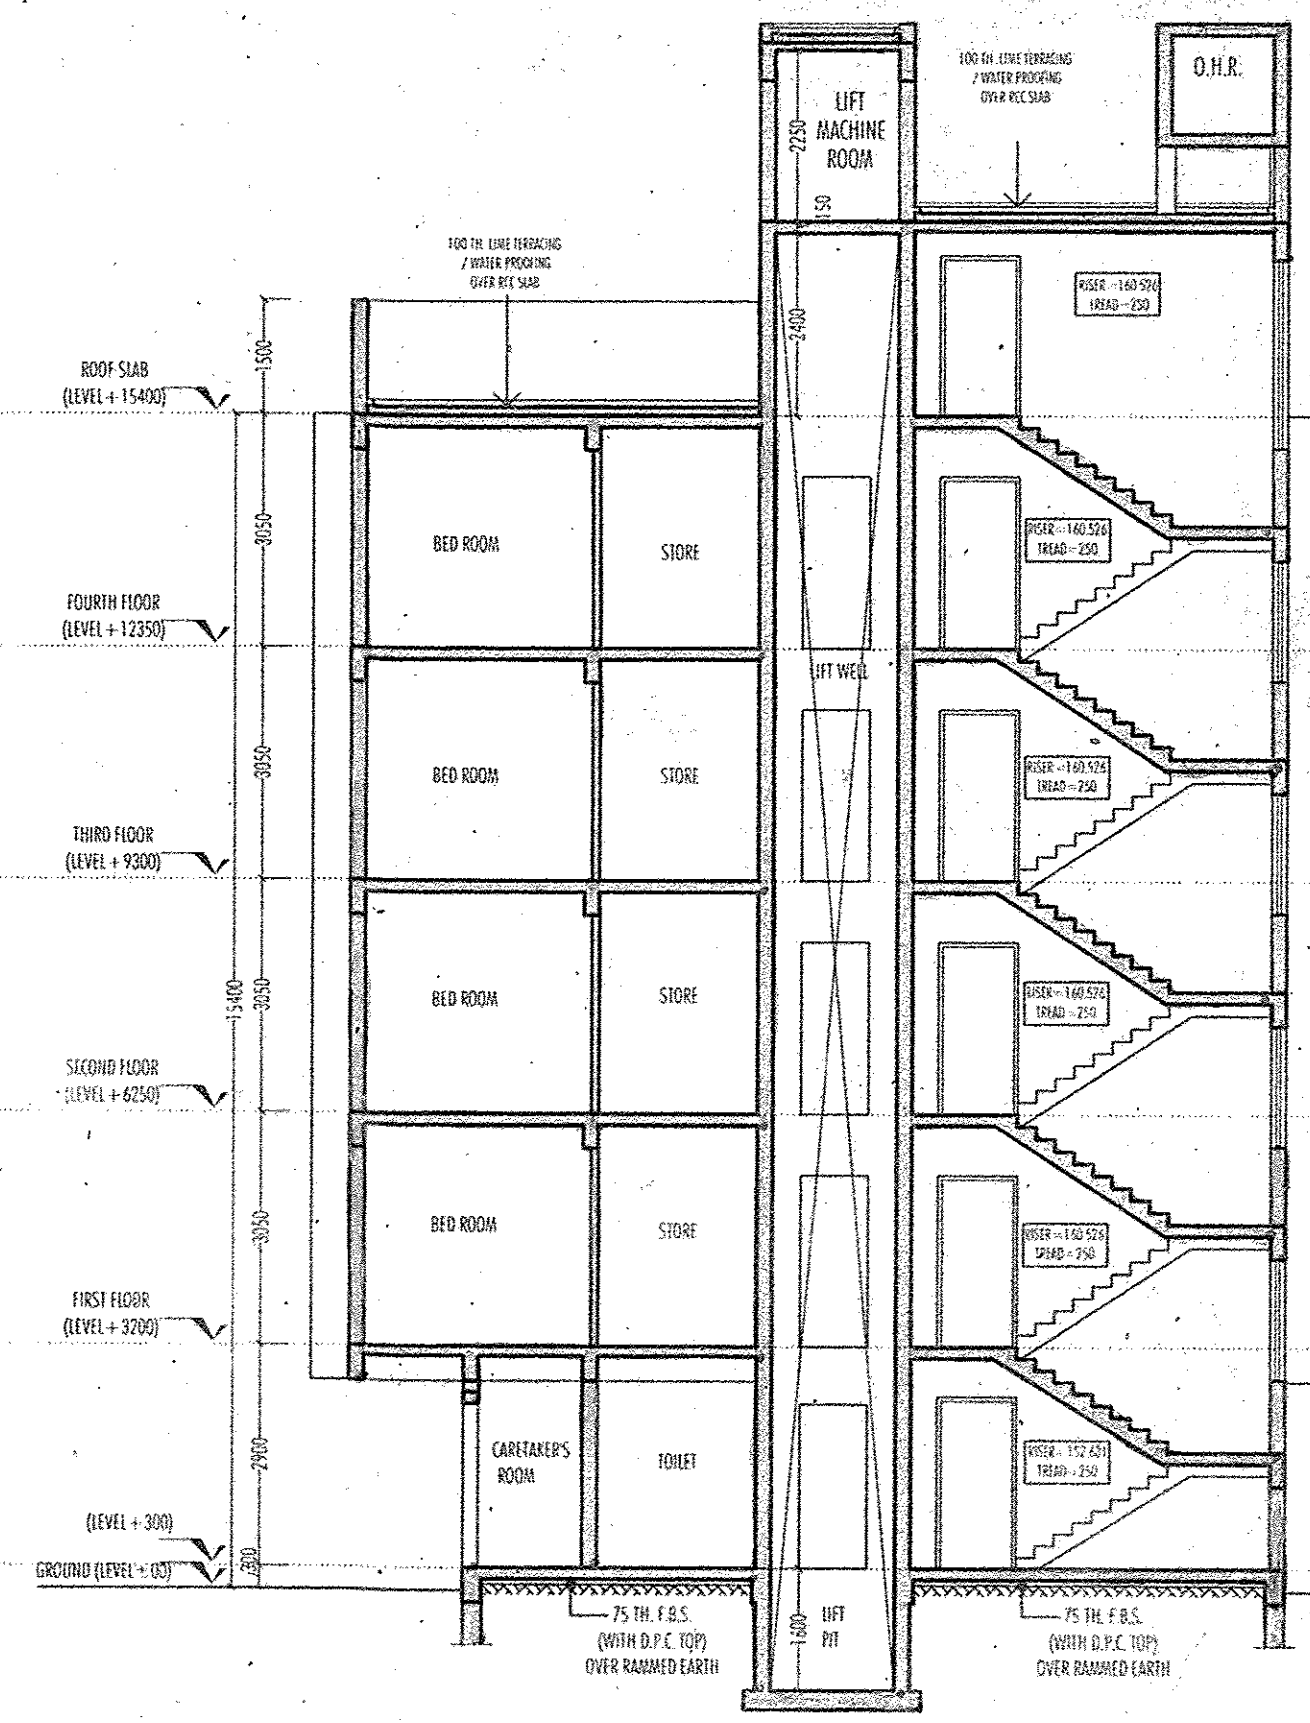 100 TH. LIME TERRACING
/ WATER PROOFING
OVER RCC SLAB
O.H.R.
LIFT
MACHINE
ROOM
2250
150
100 TH. LIME TERRACING
/ WATER PROOFING
OVER RCC SLAB
RISER=160.526
TREAD=250
2400
1500
ROOF SLAB
(LEVEL + 15400)
3050
BED ROOM
STORE
RISER=160.526
TREAD=250
FOURTH FLOOR
(LEVEL + 12350)
LIFT WELL
3050
BED ROOM
STORE
RISER=160.526
TREAD=250
THIRD FLOOR
(LEVEL + 9300)
15400
3050
BED ROOM
STORE
RISER=160.526
TREAD=250
SECOND FLOOR
(LEVEL + 6250)
3050
BED ROOM
STORE
RISER=160.526
TREAD=250
FIRST FLOOR
(LEVEL + 3200)
2900
CARETAKER'S
ROOM
TOILET
RISER=152.631
TREAD=250
(LEVEL + 300)
300
GROUND (LEVEL ± 00)
75 TH. F.B.S.
(WITH D.P.C. TOP)
OVER RAMMED EARTH
1600
LIFT
PIT
75 TH. F.B.S.
(WITH D.P.C. TOP)
OVER RAMMED EARTH